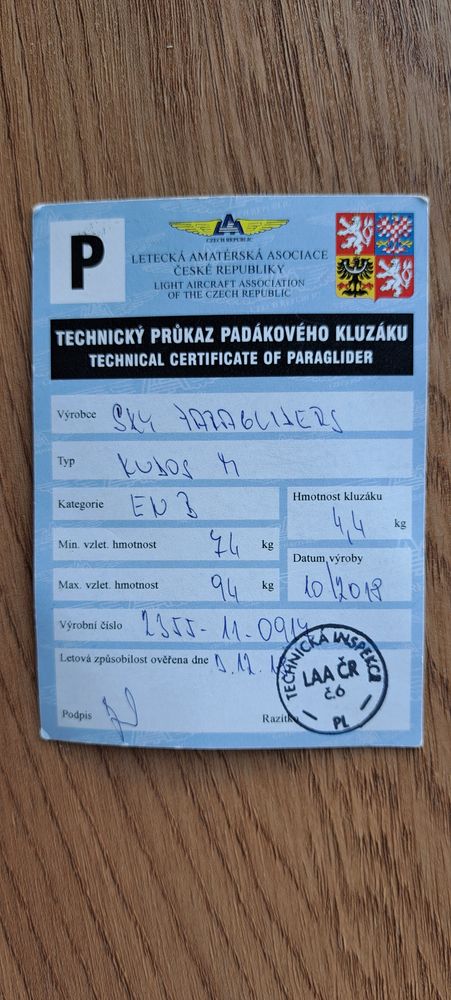 P
CZECH REPUBLIC
LETECKÁ AMATÉRSKÁ ASOCIACE
ČESKÉ REPUBLIKY
LIGHT AIRCRAFT ASSOCIATION
OF THE CZECH REPUBLIC
TECHNICKÝ PRŮKAZ PADÁKOVÉHO KLUZÁKU
TECHNICAL CERTIFICATE OF PARAGLIDER
Výrobce SKY PARAGLIDERS
Typ KUDOS M
Kategorie EN B
Hmotnost kluzáku 4,4 kg
Min. vzlet. hmotnost 74 kg
Max. vzlet. hmotnost 94 kg
Datum výroby 10/2018
Výrobní číslo 2355-11-0914
Letová způsobilost ověřena dne
Podpis
Razítko
TECHNICKÁ INSPEKCE
LAA ČR
č.6
PL